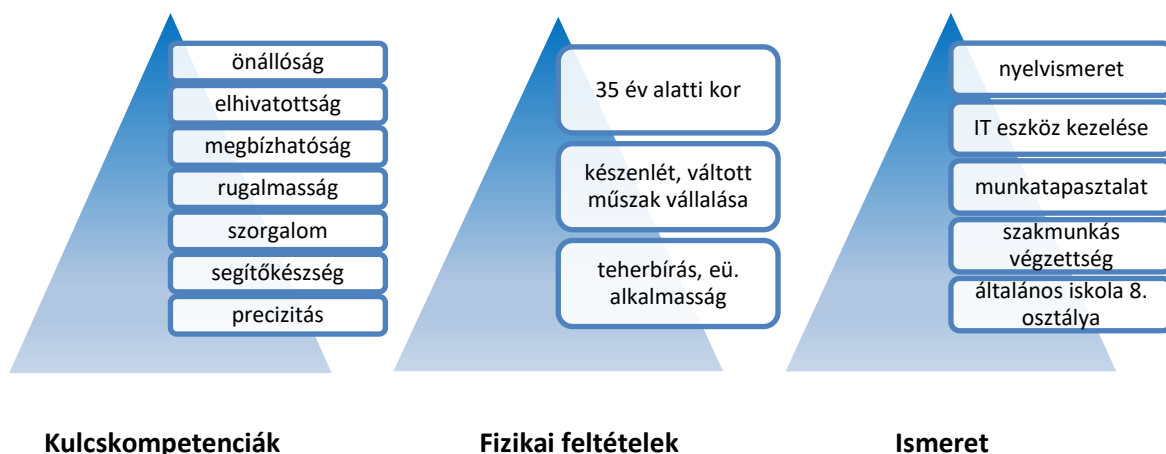 önállóság
elhivatottság
megbízhatóság
rugalmasság
szorgalom
segítőkészség
precizitás
Kulcskompetenciák
35 év alatti kor
készenlét, váltott
műszak vállalása
teherbírás, eü.
alkalmasság
Fizikai feltételek
nyelvismeret
IT eszköz kezelése
munkatapasztalat
szakmunkás
végzettség
általános iskola 8.
osztálya
Ismeret